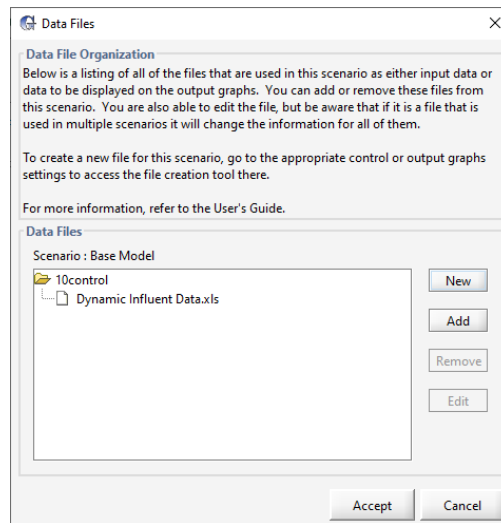 Data Files
Data File Organization
Below is a listing of all of the files that are used in this scenario as either input data or
data to be displayed on the output graphs. You can add or remove these files from
this scenario. You are also able to edit the file, but be aware that if it is a file that is
used in multiple scenarios it will change the information for all of them.
To create a new file for this scenario, go to the appropriate control or output graphs
settings to access the file creation tool there.
For more information, refer to the User's Guide.
Data Files
Scenario : Base Model
10control
Dynamic Influent Data.xls
New
Add
Remove
Edit
Accept
Cancel